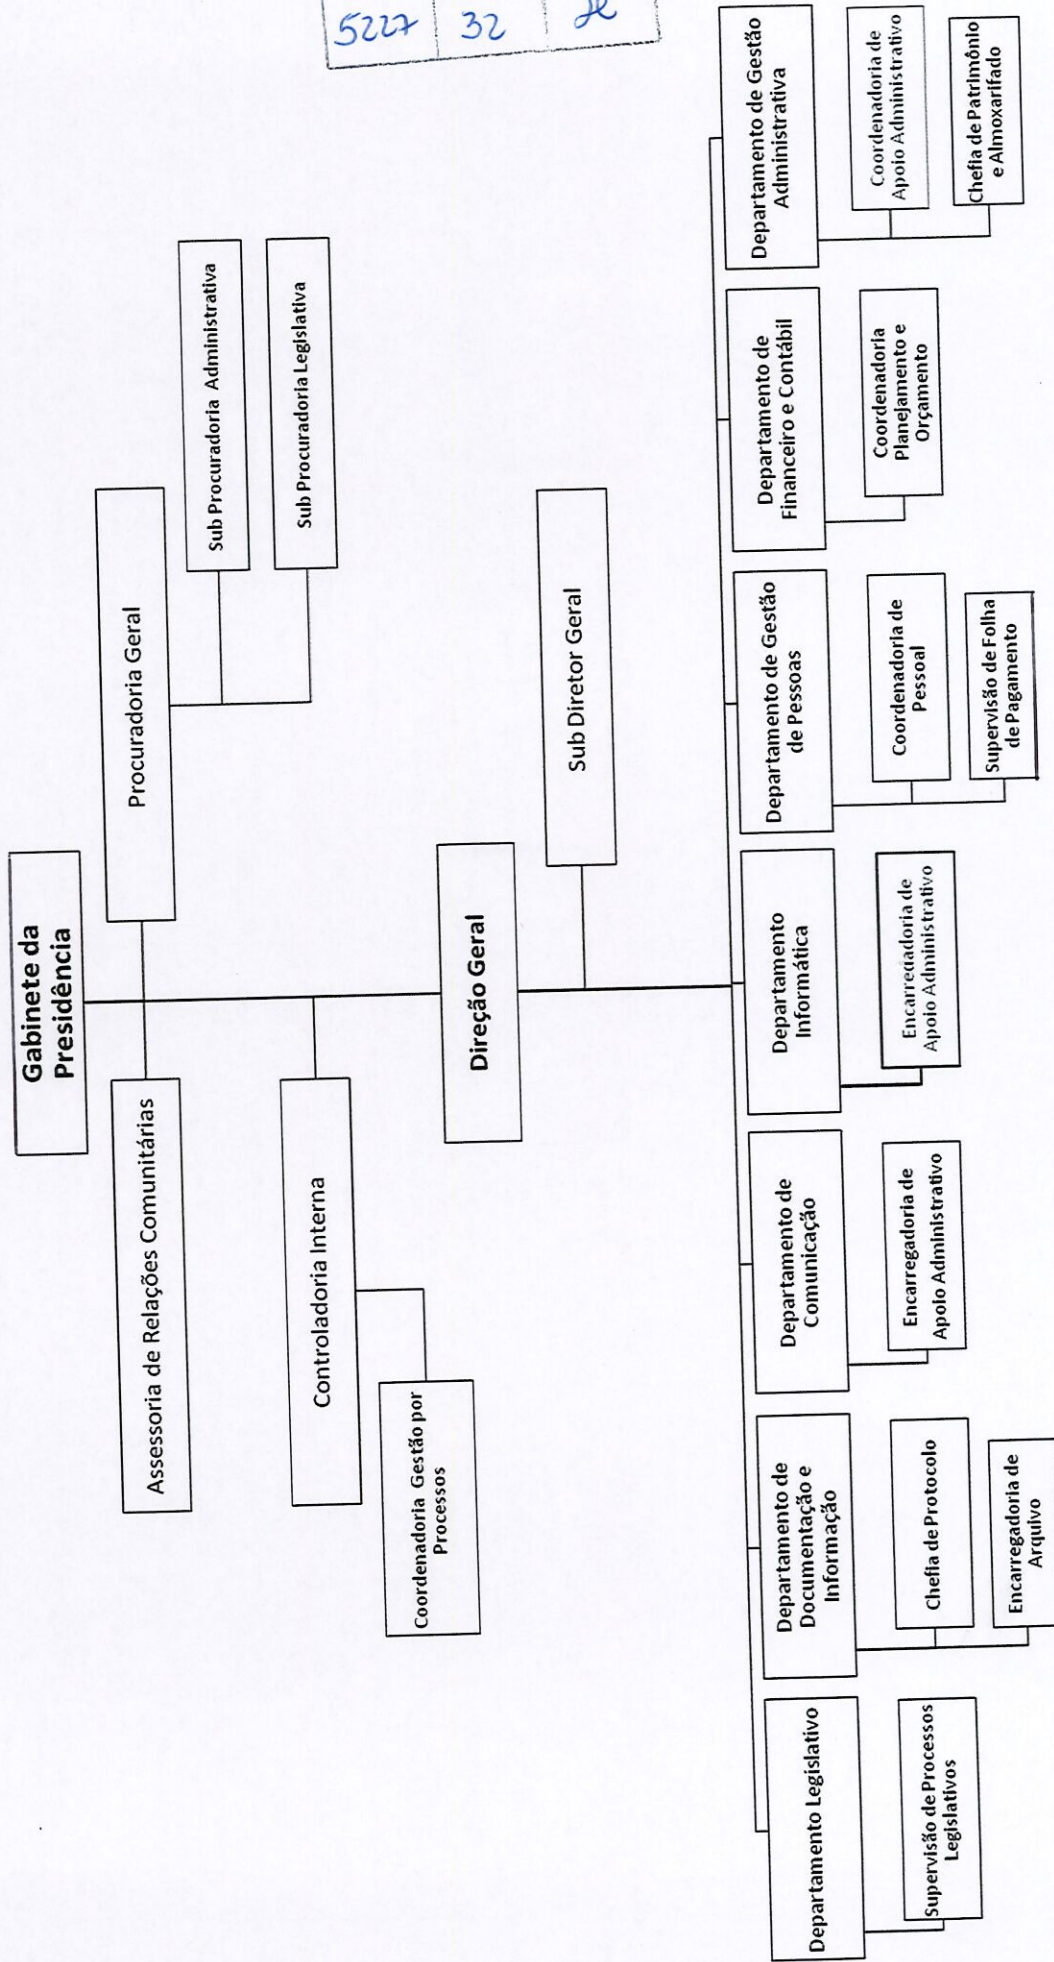 5227 32
Gabinete da
Presidência
Assessoria de Relações Comunitárias
Procuradoria Geral
Sub Procuradoria Administrativa
Sub Procuradoria Legislativa
Controladoria Interna
Coordenadoria Gestão por
Processos
Direção Geral
Sub Diretor Geral
Departamento Legislativo
Supervisão de Processos
Legislativos
Departamento de
Documentação e
Informação
Chefia de Protocolo
Encarregadoria de
Arquivo
Departamento de
Comunicação
Encarregadoria de
Apoio Administrativo
Departamento
Informática
Encarregadoria de
Apoio Administrativo
Departamento de Gestão
de Pessoas
Coordenadoria de
Pessoal
Supervisão de Folha
de Pagamento
Departamento de
Financeiro e Contábil
Coordenadoria
Planejamento e
Orçamento
Departamento de Gestão
Administrativa
Coordenadoria de
Apoio Administrativo
Chefia de Patrimônio
e Almoxarifado